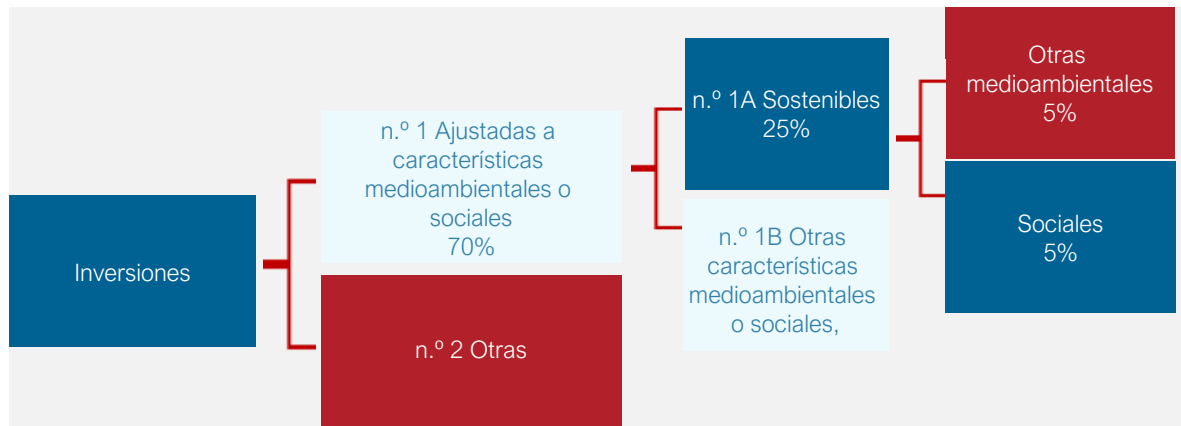 Inversiones
n.º 1 Ajustadas a
características
medioambientales o
sociales
70%
n.º 2 Otras
n.º 1A Sostenibles
25%
n.º 1B Otras
características
medioambientales
o sociales,
Otras
medioambientales
5%
Sociales
5%